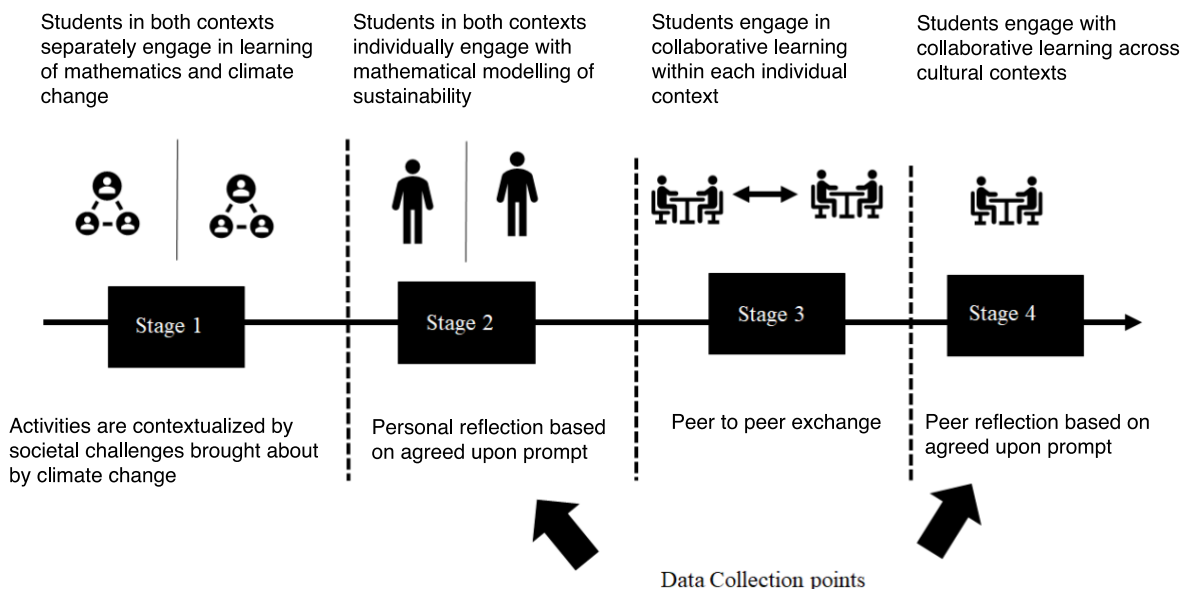 Students in both contexts
separately engage in learning
of mathematics and climate
change
Students in both contexts
individually engage with
mathematical modelling of
sustainability
Students engage in
collaborative learning
within each individual
context
Students engage with
collaborative learning across
cultural contexts
Stage 1
Stage 2
Stage 3
Stage 4
Activities are contextualized by
societal challenges brought about
by climate change
Personal reflection based
on agreed upon prompt
Peer to peer exchange
Peer reflection based on
agreed upon prompt
Data Collection points